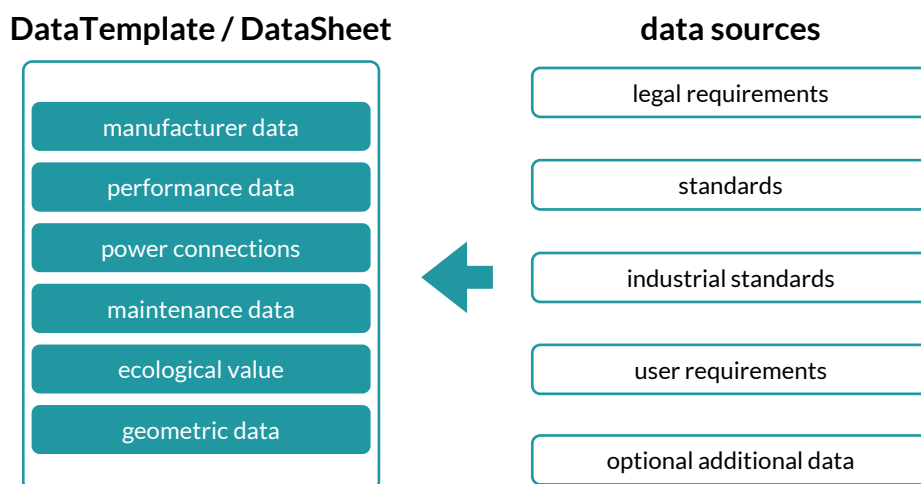 DataTemplate / DataSheet
manufacturer data
performance data
power connections
maintenance data
ecological value
geometric data
data sources
legal requirements
standards
industrial standards
user requirements
optional additional data